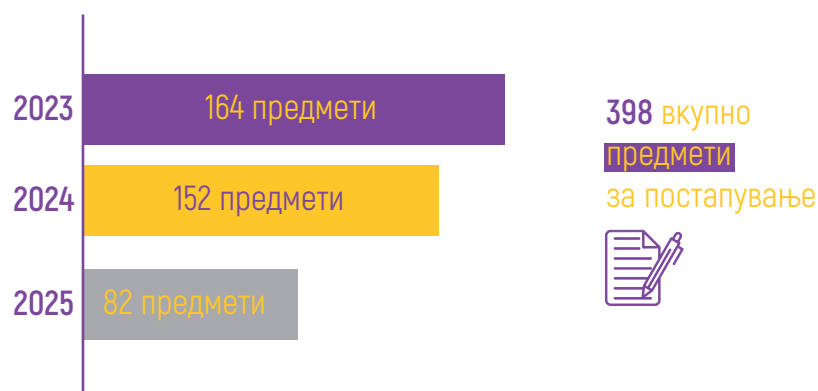 2023
164 предмети
2024
152 предмети
2025
82 предмети
398 вкупно
предмети
за постапување